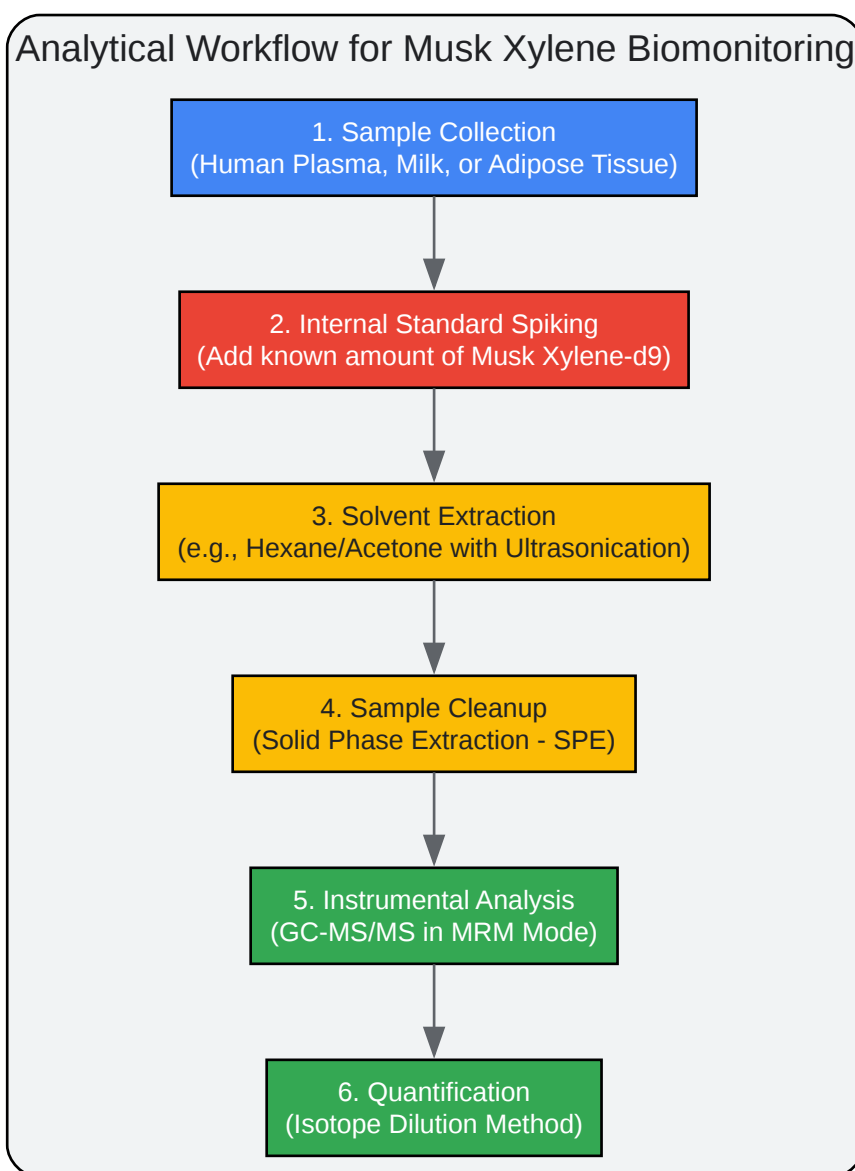 Analytical Workflow for Musk Xylene Biomonitoring
1. Sample Collection
(Human Plasma, Milk, or Adipose Tissue)
2. Internal Standard Spiking
(Add known amount of Musk Xylene-d9)
3. Solvent Extraction
(e.g., Hexane/Acetone with Ultrasonication)
4. Sample Cleanup
(Solid Phase Extraction - SPE)
5. Instrumental Analysis
(GC-MS/MS in MRM Mode)
6. Quantification
(Isotope Dilution Method)